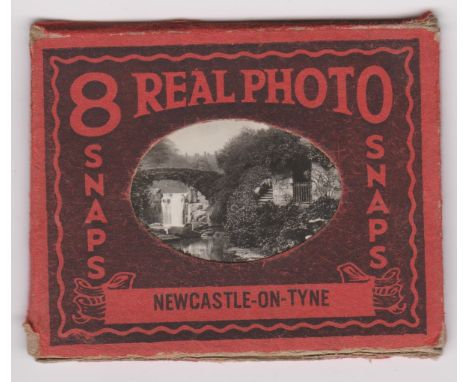 8 REAL PHOTO
SNAPS
SNAPS
NEWCASTLE-ON-TYNE